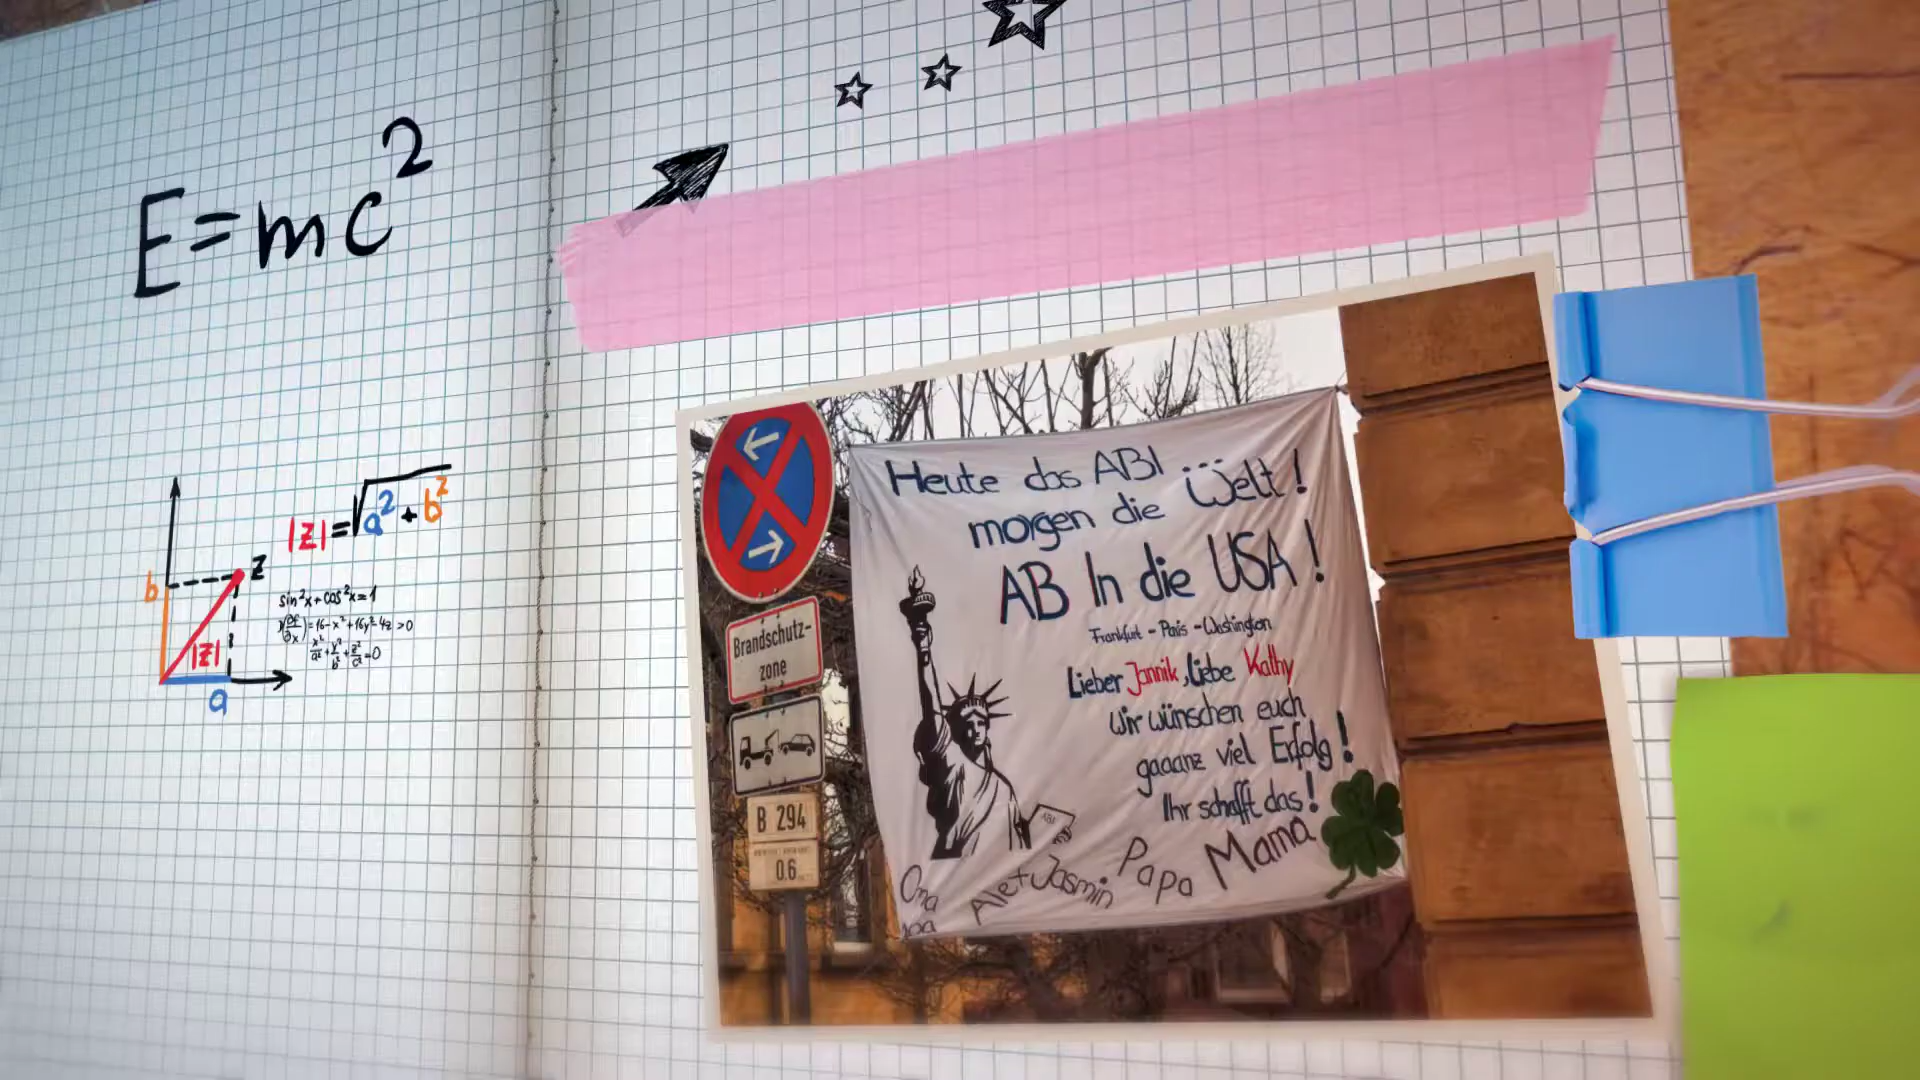 E=mc²
|z|=√a²+b²
z
b
|z|
a
sin²x+cos²x=1
Heute das ABI ...
morgen die Welt!
AB In die USA!
Frankfurt - Paris - Washington
Lieber Jannik, Liebe Kathy
Wir wünschen euch
gaaanz viel Erfolg!
Ihr schafft das!
Oma
Alex+Jasmin Papa Mama
ABI
Brandschutz-
zone
B 294
0.6